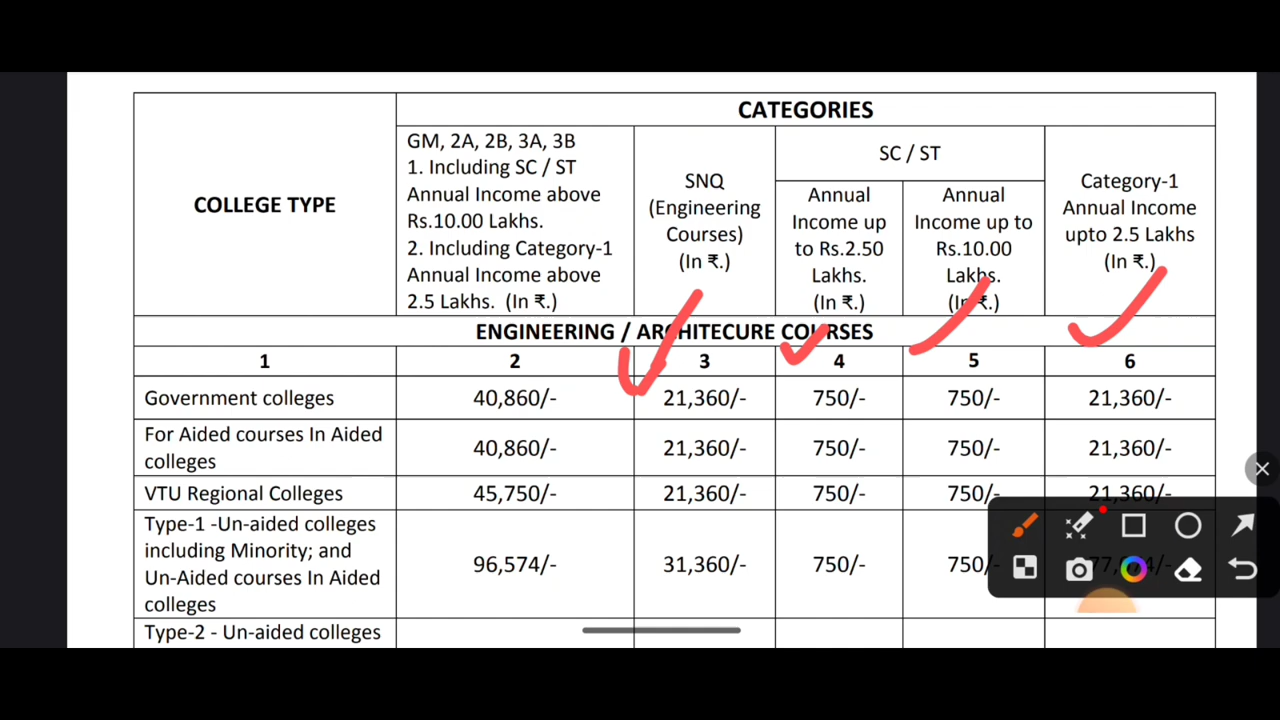 CATEGORIES
COLLEGE TYPE
GM, 2A, 2B, 3A, 3B
1. Including SC / ST
Annual Income above
Rs.10.00 Lakhs.
2. Including Category-1
Annual Income above
2.5 Lakhs. (In ₹.)
SNQ
(Engineering
Courses)
(In ₹.)
SC / ST
Annual
Income up
to Rs.2.50
Lakhs.
(In ₹.)
Annual
Income up to
Rs.10.00
Lakhs.
(In ₹.)
Category-1
Annual Income
upto 2.5 Lakhs
(In ₹.)
ENGINEERING / ARCHITECURE COURSES
1 2 3 4 5 6
Government colleges 40,860/- 21,360/- 750/- 750/- 21,360/-
For Aided courses In Aided
colleges 40,860/- 21,360/- 750/- 750/- 21,360/-
VTU Regional Colleges 45,750/- 21,360/- 750/- 750/- 21,360/-
Type-1 -Un-aided colleges
including Minority; and
Un-Aided courses In Aided
colleges 96,574/- 31,360/- 750/- 750/-
Type-2 - Un-aided colleges